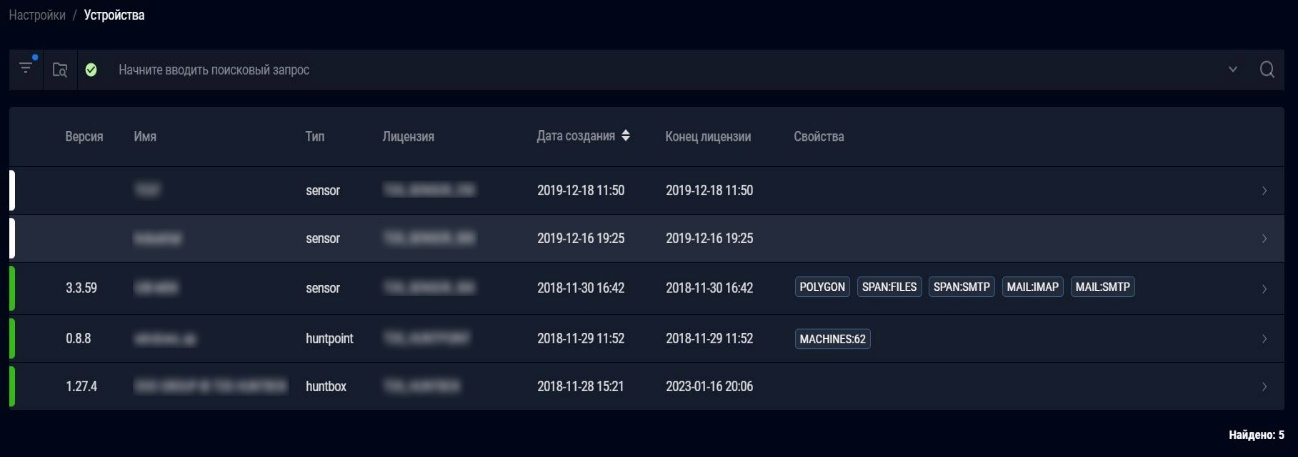 Настройки / Устройства
Начните вводить поисковый запрос
Версия Имя Тип Лицензия Дата создания Конец лицензии Свойства
sensor 2019-12-18 11:50 2019-12-18 11:50
sensor 2019-12-16 19:25 2019-12-16 19:25
3.3.59 sensor 2018-11-30 16:42 2018-11-30 16:42 POLYGON SPAN:FILES SPAN:SMTP MAIL:IMAP MAIL:SMTP
0.8.8 huntpoint 2018-11-29 11:52 2018-11-29 11:52 MACHINES:62
1.27.4 huntbox 2018-11-28 15:21 2023-01-16 20:06
Найдено: 5